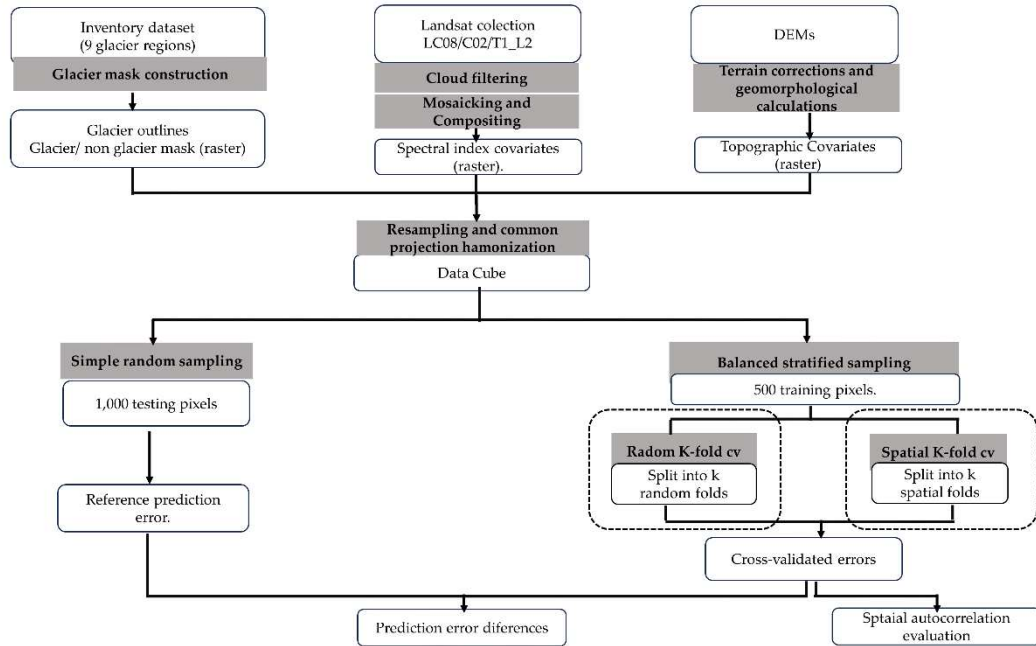 Inventory dataset
(9 glacier regions)
Glacier mask construction
Glacier outlines
Glacier/ non glacier mask (raster)
Landsat colection
LC08/C02/T1_L2
Cloud filtering
Mosaicking and
Compositing
Spectral index covariates
(raster).
DEMs
Terrain corrections and
geomorphological
calculations
Topographic Covariates
(raster)
Resampling and common
projection hamonization
Data Cube
Simple random sampling
1,000 testing pixels
Reference prediction
error.
Balanced stratified sampling
500 training pixels.
Radom K-fold cv
Split into k
random folds
Spatial K-fold cv
Split into k
spatial folds
Cross-validated errors
Prediction error diferences
Sptaial autocorrelation
evaluation